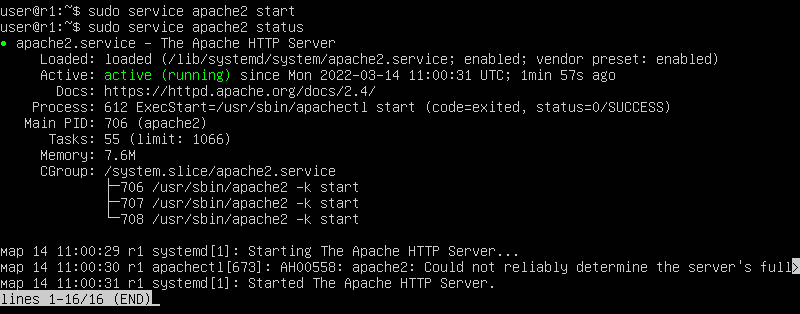 user@r1:~$ sudo service apache2 start
user@r1:~$ sudo service apache2 status
● apache2.service - The Apache HTTP Server
     Loaded: loaded (/lib/systemd/system/apache2.service; enabled; vendor preset: enabled)
     Active: active (running) since Mon 2022-03-14 11:00:31 UTC; 1min 57s ago
       Docs: https://httpd.apache.org/docs/2.4/
    Process: 612 ExecStart=/usr/sbin/apachectl start (code=exited, status=0/SUCCESS)
   Main PID: 706 (apache2)
      Tasks: 55 (limit: 1066)
     Memory: 7.6M
     CGroup: /system.slice/apache2.service
             ├─706 /usr/sbin/apache2 -k start
             ├─707 /usr/sbin/apache2 -k start
             └─708 /usr/sbin/apache2 -k start
мар 14 11:00:29 r1 systemd[1]: Starting The Apache HTTP Server...
мар 14 11:00:30 r1 apachectl[673]: AH00558: apache2: Could not reliably determine the server's full>
мар 14 11:00:31 r1 systemd[1]: Started The Apache HTTP Server.
lines 1-16/16 (END)